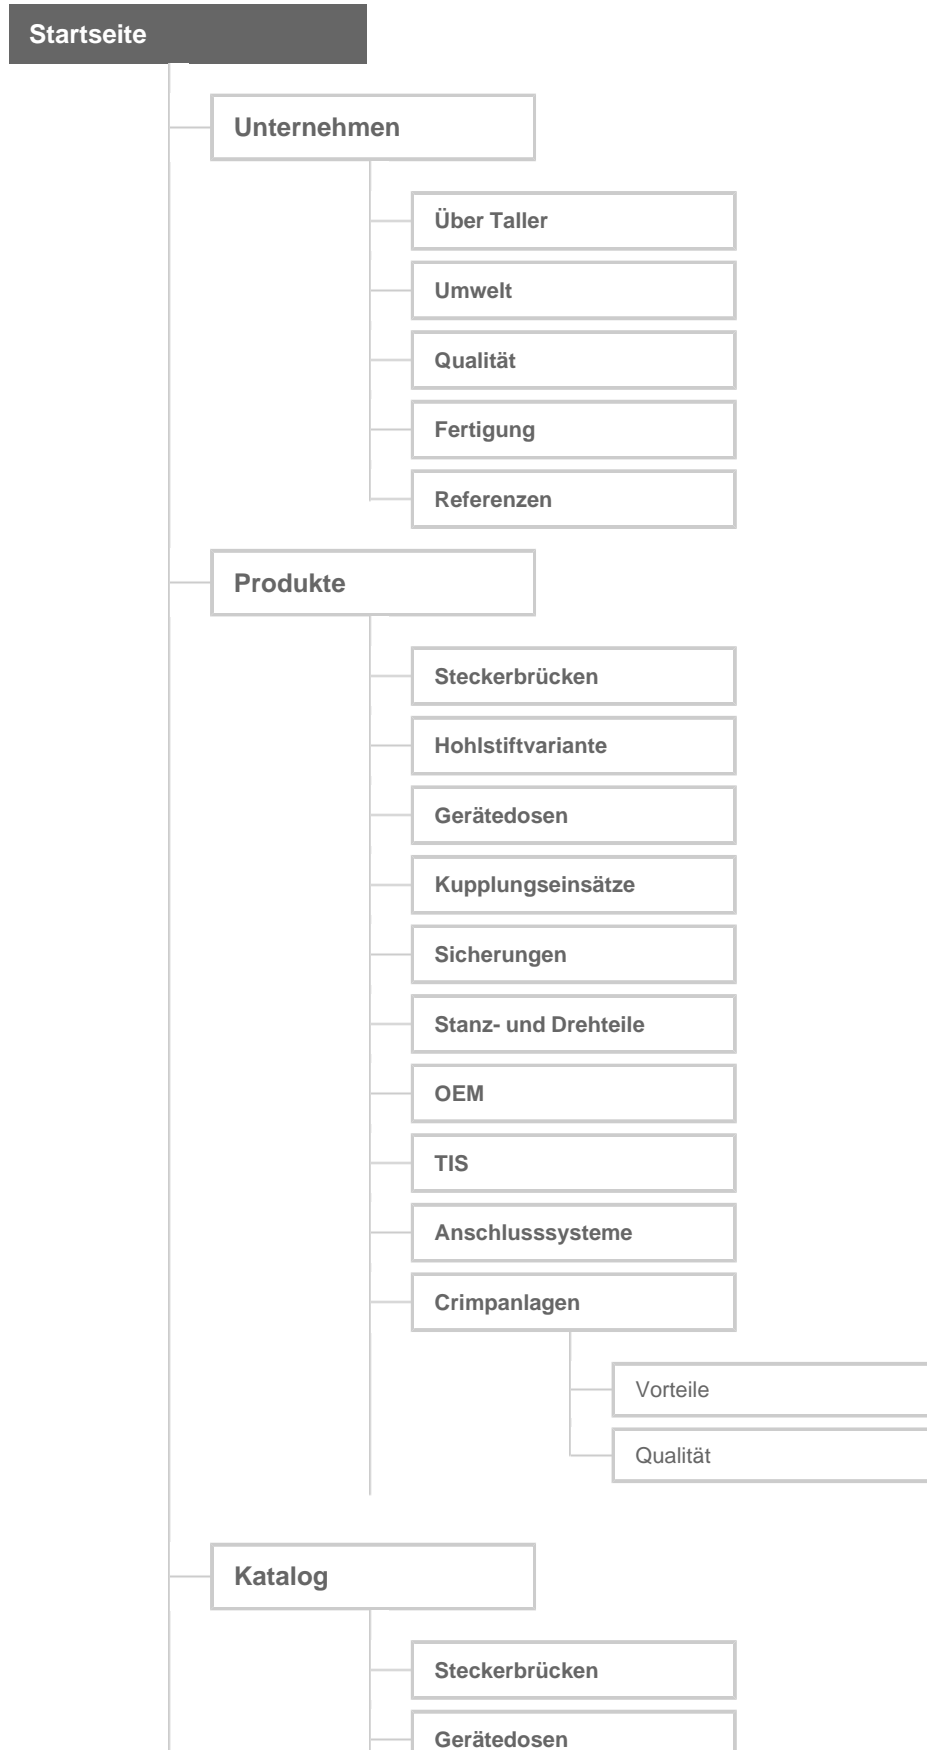 Startseite
Unternehmen
Über Taller
Umwelt
Qualität
Fertigung
Referenzen
Produkte
Steckerbrücken
Hohlstiftvariante
Gerätedosen
Kupplungseinsätze
Sicherungen
Stanz- und Drehteile
OEM
TIS
Anschlusssysteme
Crimpanlagen
Vorteile
Qualität
Katalog
Steckerbrücken
Gerätedosen